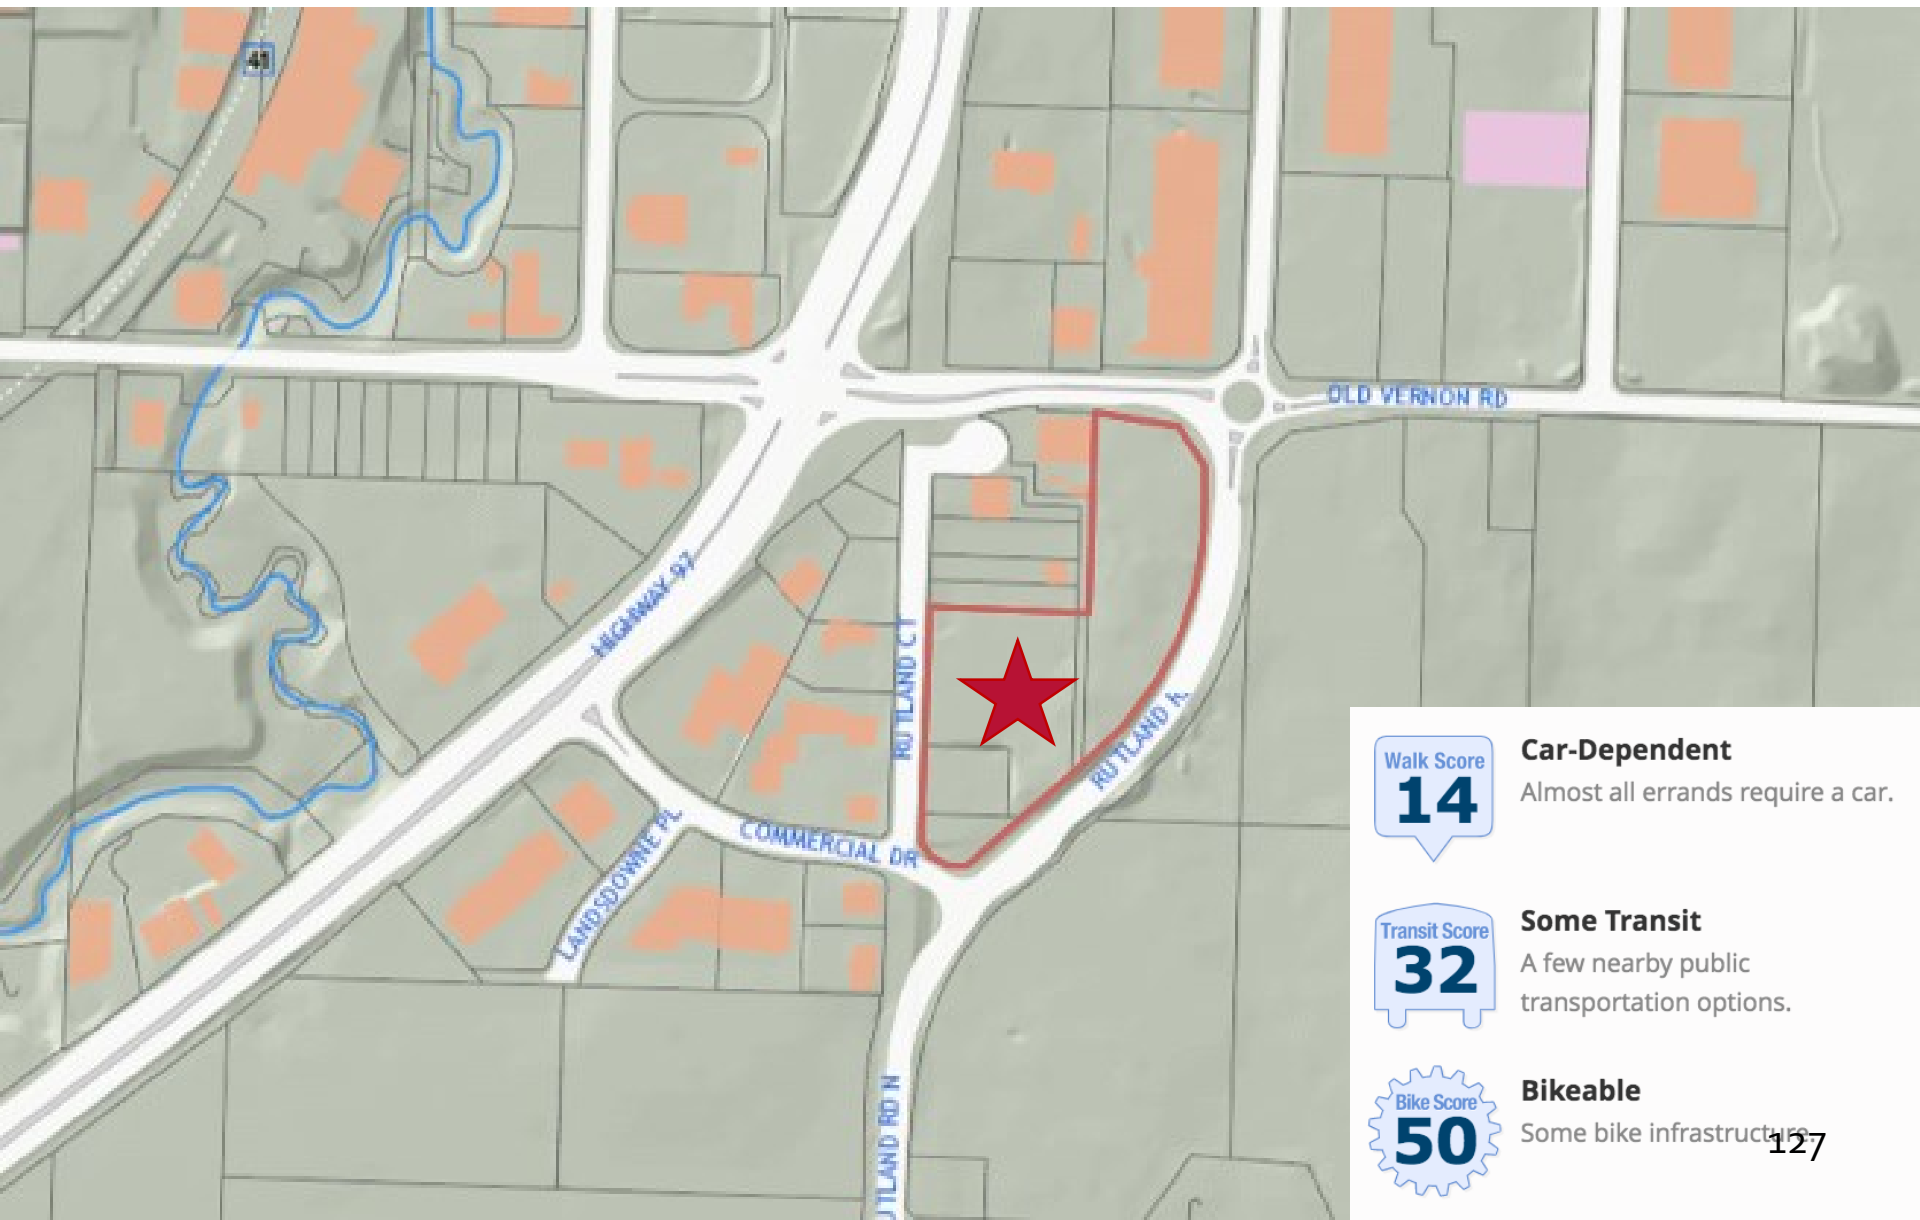 41
OLD VERNON RD
HIGHWAY 97
RUTLAND CT
RUTLAND R
COMMERCIAL DR
LANDSDOWNE PL
UTLAND RD N
Walk Score
14
Car-Dependent
Almost all errands require a car.
Transit Score
32
Some Transit
A few nearby public
transportation options.
Bike Score
50
Bikeable
Some bike infrastructure.
127